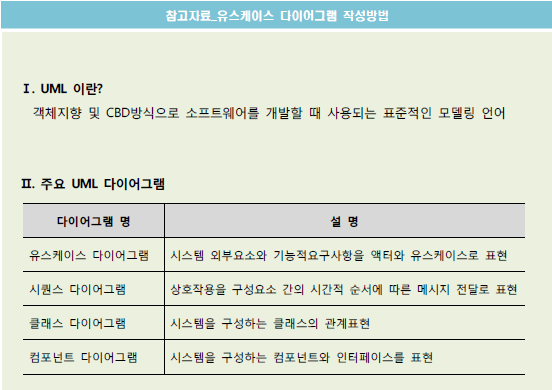 참고자료_유스케이스 다이어그램 작성방법
Ⅰ. UML 이란?
객체지향 및 CBD방식으로 소프트웨어를 개발할 때 사용되는 표준적인 모델링 언어
Ⅱ. 주요 UML 다이어그램
다이어그램 명 설 명
유스케이스 다이어그램 시스템 외부요소와 기능적요구사항을 액터와 유스케이스로 표현
시퀀스 다이어그램 상호작용을 구성요소 간의 시간적 순서에 따른 메시지 전달로 표현
클래스 다이어그램 시스템을 구성하는 클래스의 관계표현
컴포넌트 다이어그램 시스템을 구성하는 컴포넌트와 인터페이스를 표현